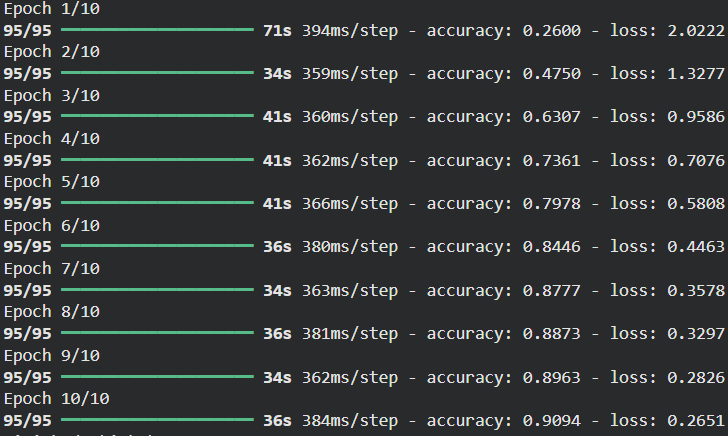 Epoch 1/10
95/95 ━━━━━━━━━━━━━━━━━━━━ 71s 394ms/step - accuracy: 0.2600 - loss: 2.0222
Epoch 2/10
95/95 ━━━━━━━━━━━━━━━━━━━━ 34s 359ms/step - accuracy: 0.4750 - loss: 1.3277
Epoch 3/10
95/95 ━━━━━━━━━━━━━━━━━━━━ 41s 360ms/step - accuracy: 0.6307 - loss: 0.9586
Epoch 4/10
95/95 ━━━━━━━━━━━━━━━━━━━━ 41s 362ms/step - accuracy: 0.7361 - loss: 0.7076
Epoch 5/10
95/95 ━━━━━━━━━━━━━━━━━━━━ 41s 366ms/step - accuracy: 0.7978 - loss: 0.5808
Epoch 6/10
95/95 ━━━━━━━━━━━━━━━━━━━━ 36s 380ms/step - accuracy: 0.8446 - loss: 0.4463
Epoch 7/10
95/95 ━━━━━━━━━━━━━━━━━━━━ 34s 363ms/step - accuracy: 0.8777 - loss: 0.3578
Epoch 8/10
95/95 ━━━━━━━━━━━━━━━━━━━━ 36s 381ms/step - accuracy: 0.8873 - loss: 0.3297
Epoch 9/10
95/95 ━━━━━━━━━━━━━━━━━━━━ 34s 362ms/step - accuracy: 0.8963 - loss: 0.2826
Epoch 10/10
95/95 ━━━━━━━━━━━━━━━━━━━━ 36s 384ms/step - accuracy: 0.9094 - loss: 0.2651